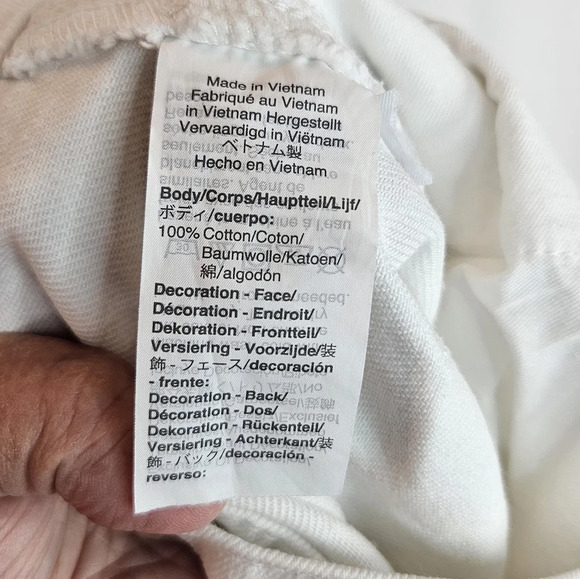 Made in Vietnam
Fabriqué au Vietnam
in Vietnam Hergestellt
Vervaardigd in Viëtnam
ベトナム製
Hecho en Vietnam
Body/Corps/Hauptteil/Lijf/
ボディ/cuerpo:
100% Cotton/Coton/
Baumwolle/Katoen/
綿/algodón
Decoration - Face/
Décoration - Endroit/
Dekoration - Frontteil/
Versiering - Voorzijde/装
飾 - フェース/decoración
- frente:
Decoration - Back/
Décoration - Dos/
Dekoration - Rückenteil/
Versiering - Achterkant/装
飾 - バック/decoración -
reverso: